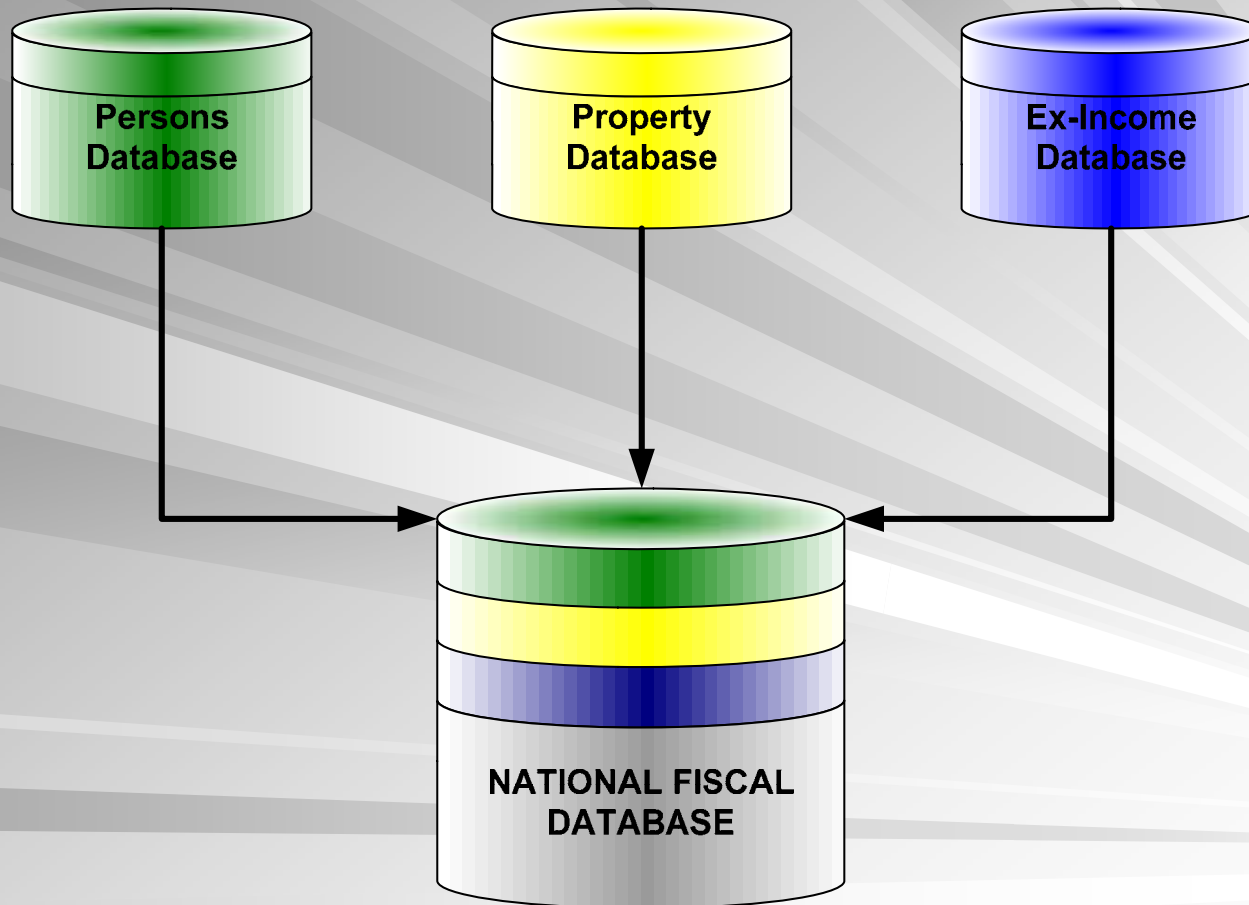 Persons
Database
Property
Database
Ex-Income
Database
NATIONAL FISCAL
DATABASE